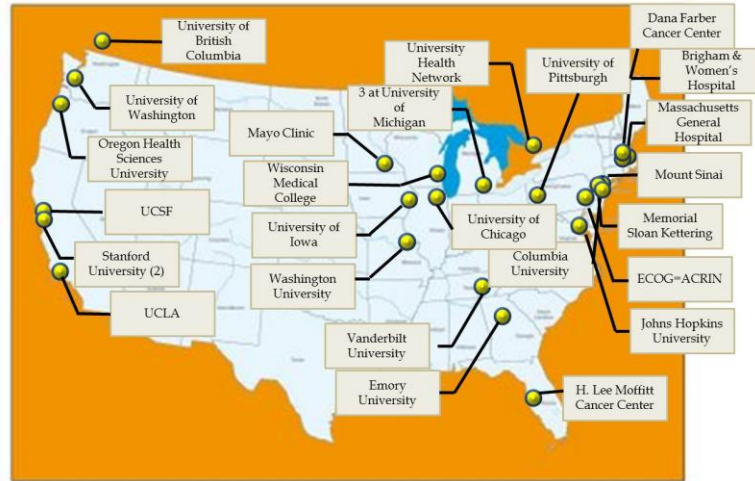 University of
British
Columbia
University of
Washington
Oregon Health
Sciences
University
UCSF
Stanford
University (2)
UCLA
Mayo Clinic
Wisconsin
Medical
College
University of
Iowa
Washington
University
Vanderbilt
University
Emory
University
University
Health
Network
3 at University
of
Michigan
University of
Pittsburgh
University of
Chicago
Columbia
University
Dana Farber
Cancer Center
Brigham &
Women's
Hospital
Massachusetts
General
Hospital
Mount Sinai
Memorial
Sloan Kettering
ECOG=ACRIN
Johns Hopkins
University
H. Lee Moffitt
Cancer Center